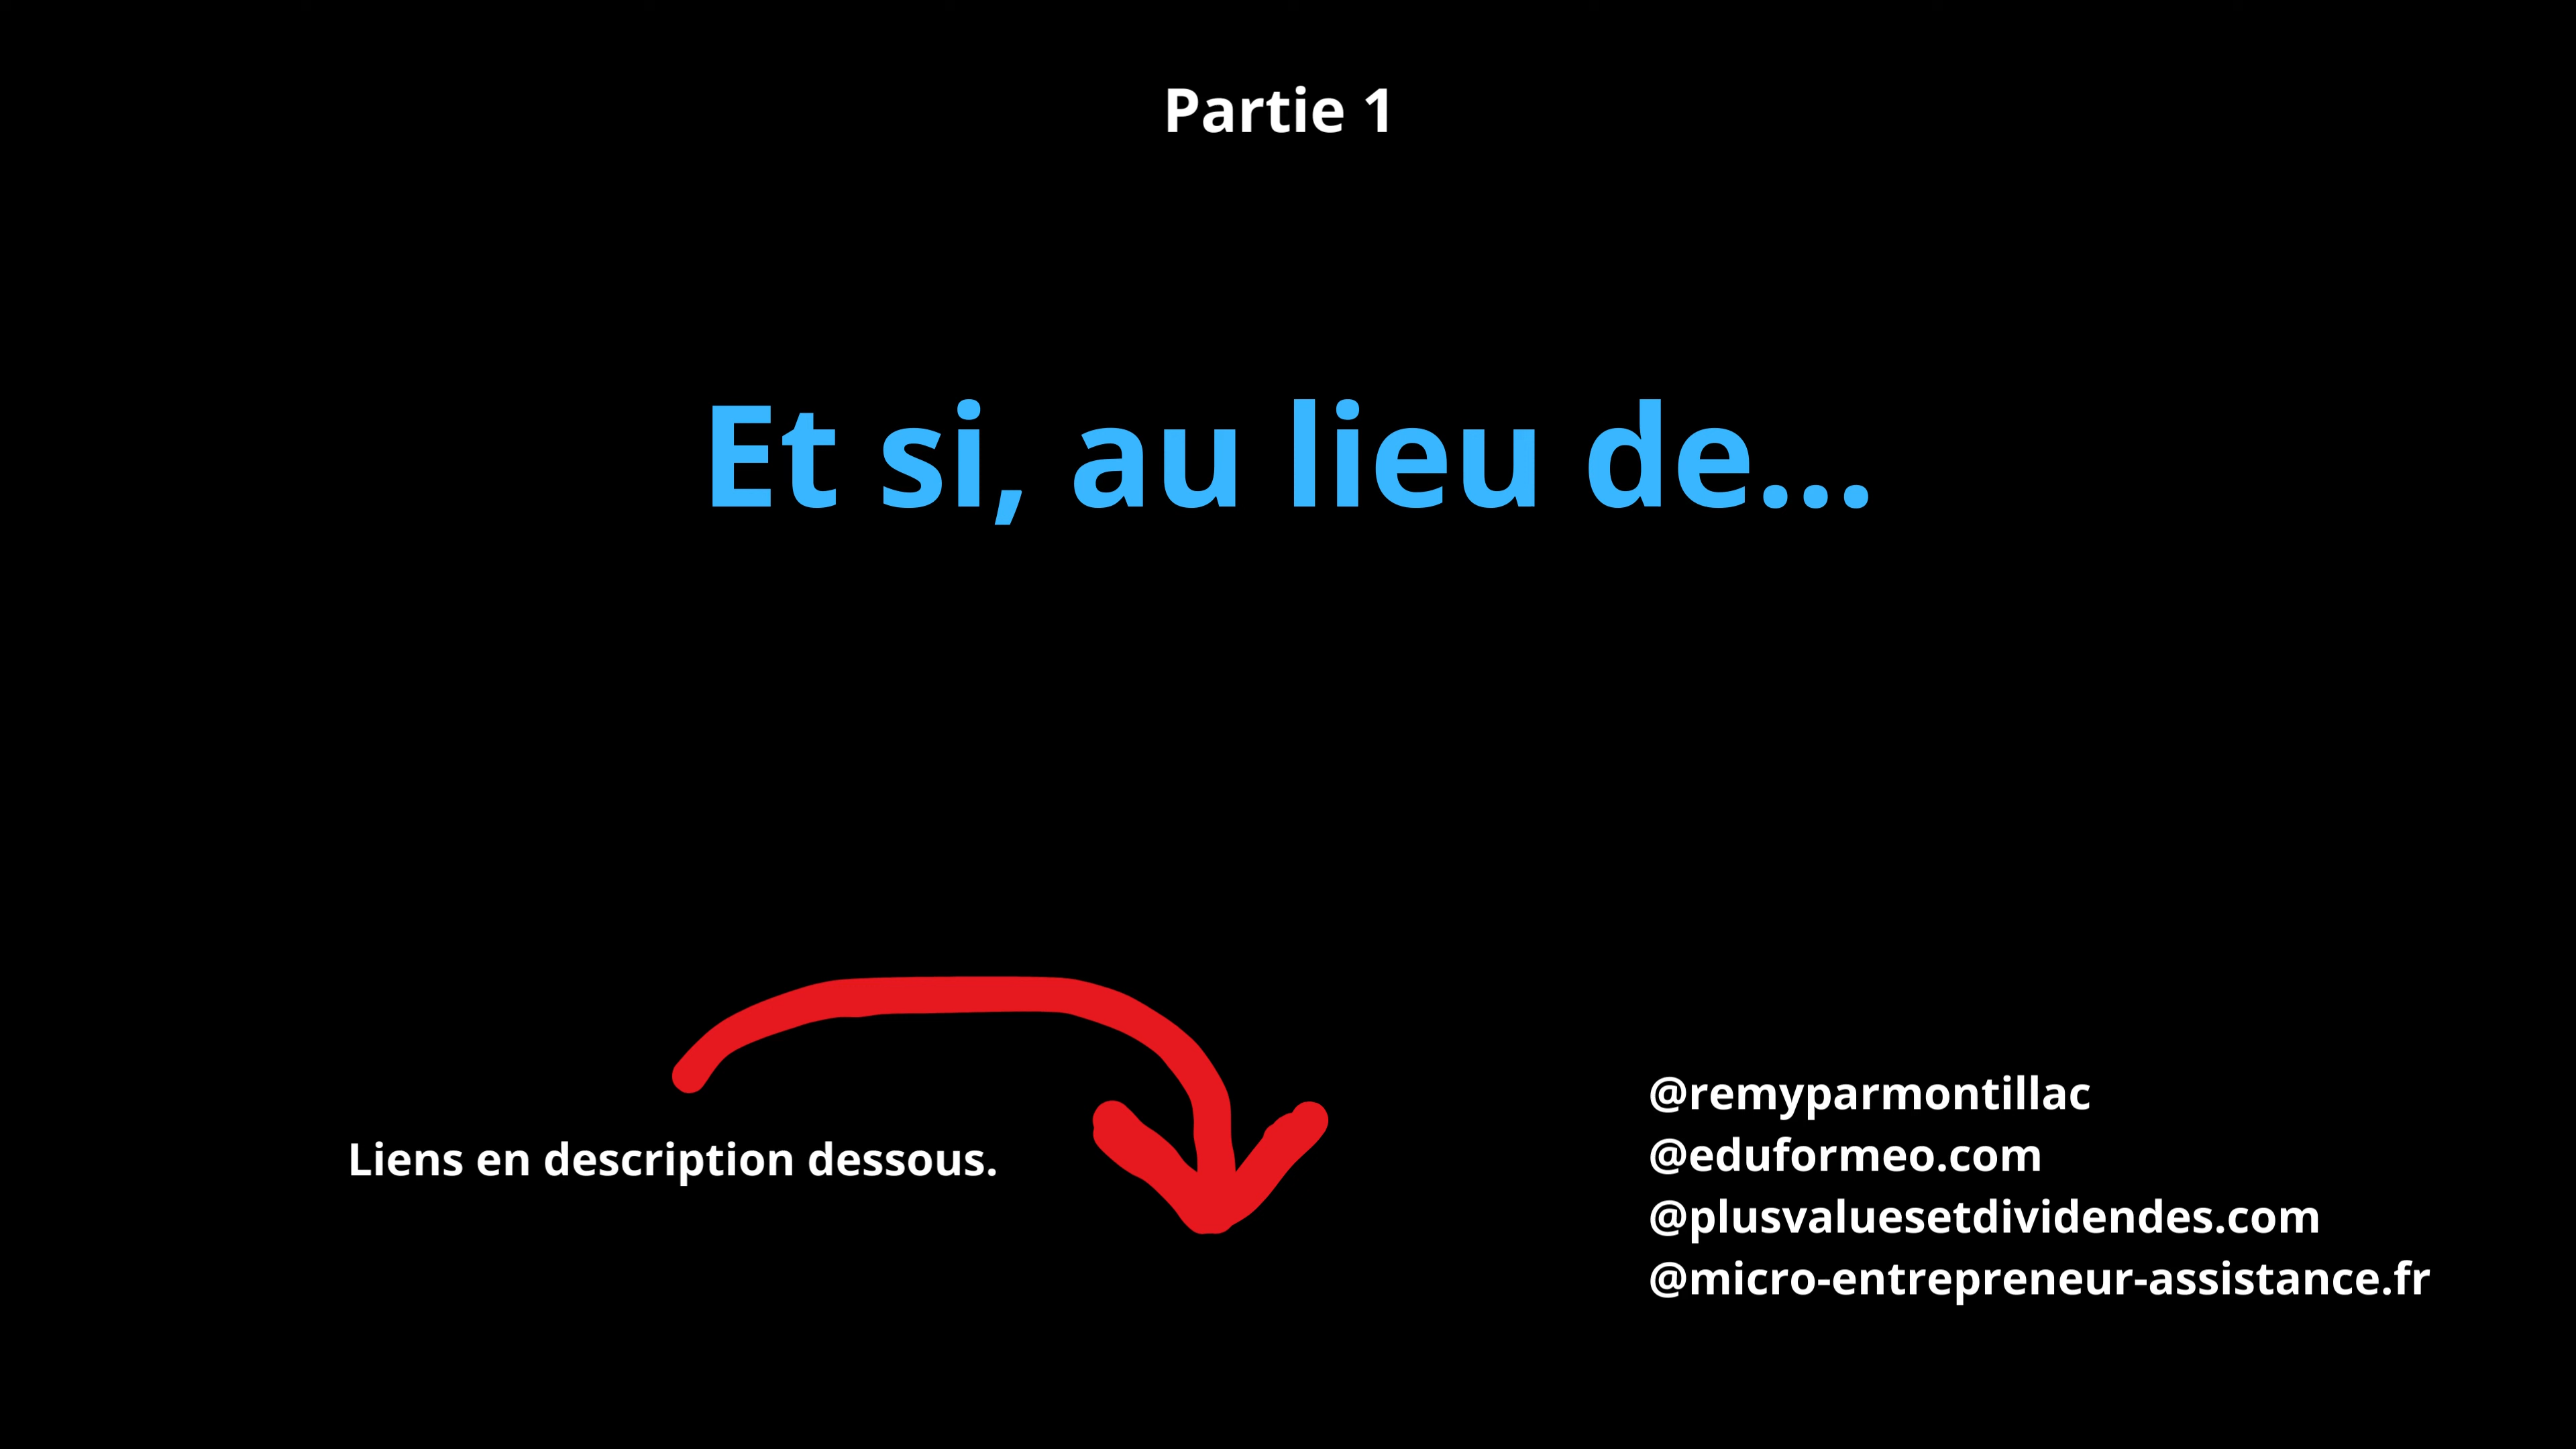 Partie 1
Et si, au lieu de...
Liens en description dessous.
@remyparmontillac
@eduformeo.com
@plusvaluesetdividendes.com
@micro-entrepreneur-assistance.fr